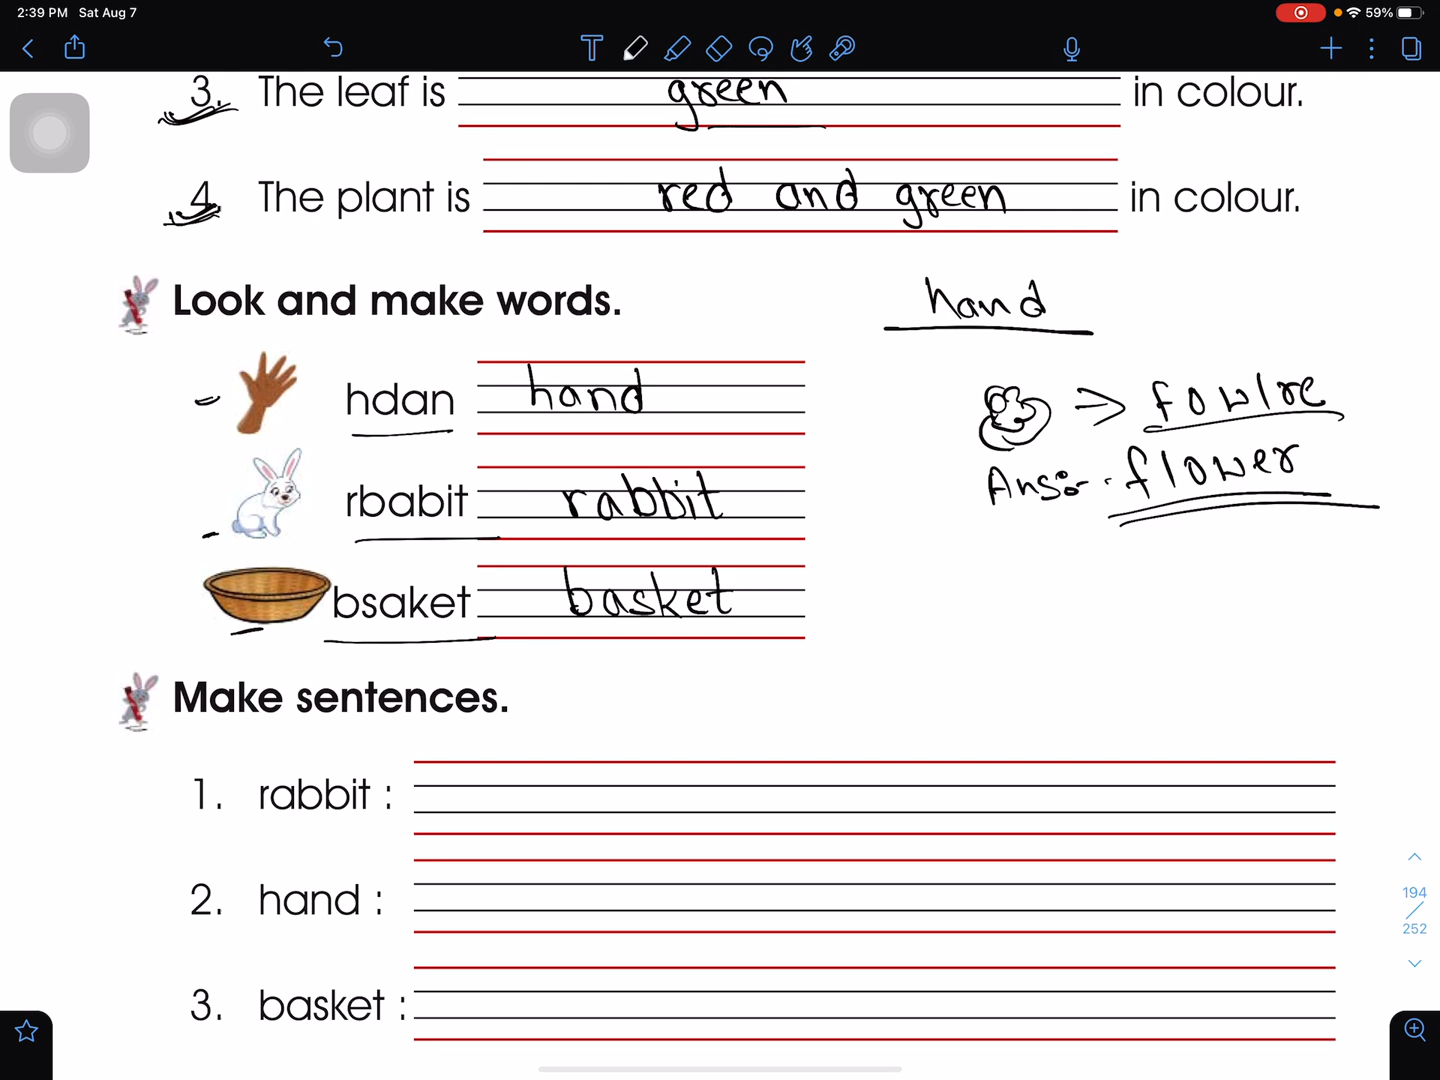 2:39 PM Sat Aug 7 59%
T
3. The leaf is green in colour.
4. The plant is red and green in colour.
Look and make words.
hand
hdan hand
fowlre
Ans:- flower
rbabit rabbit
bsaket basket
Make sentences.
1. rabbit :
194
2. hand :
252
3. basket :